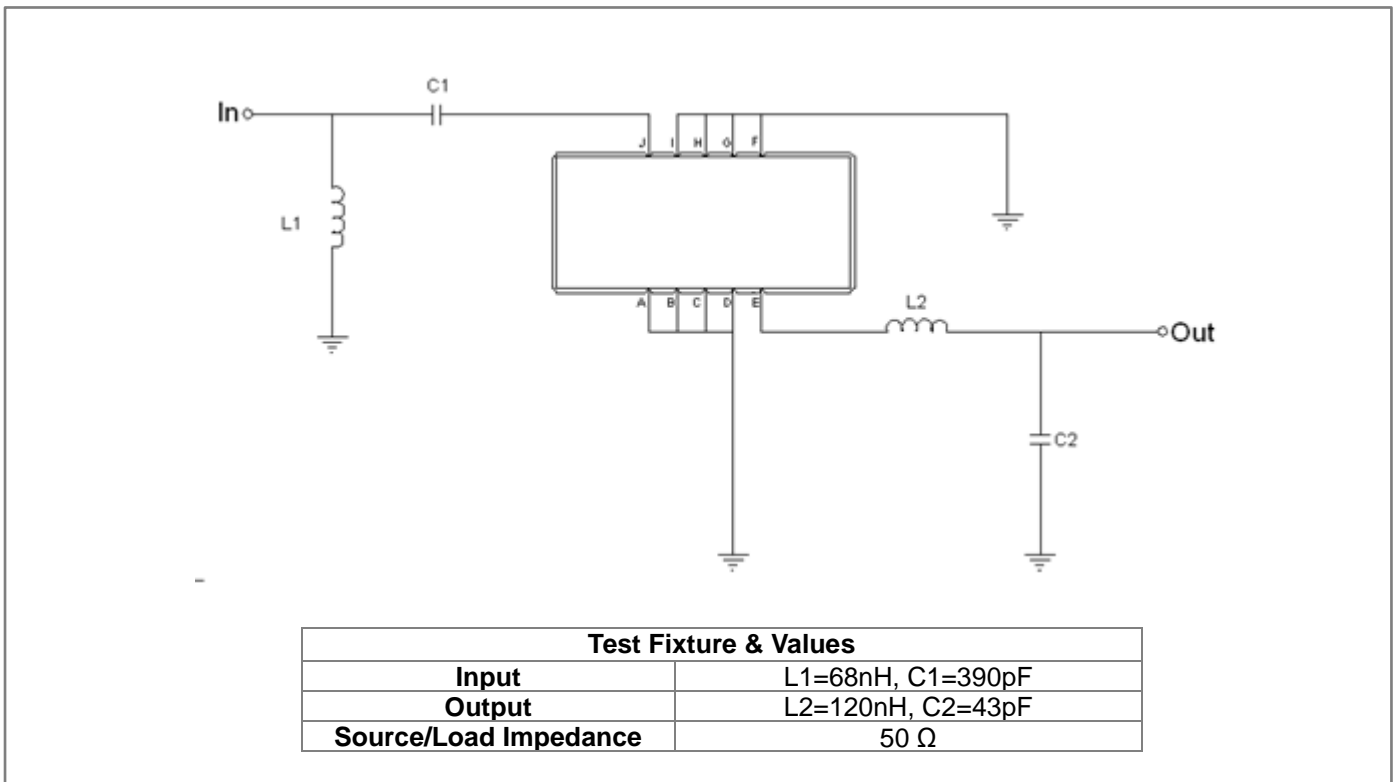 C1
In
J I H G F
L1
A B C D E
L2
Out
C2
Test Fixture & Values
Input L1=68nH, C1=390pF
Output L2=120nH, C2=43pF
Source/Load Impedance 50 Ω